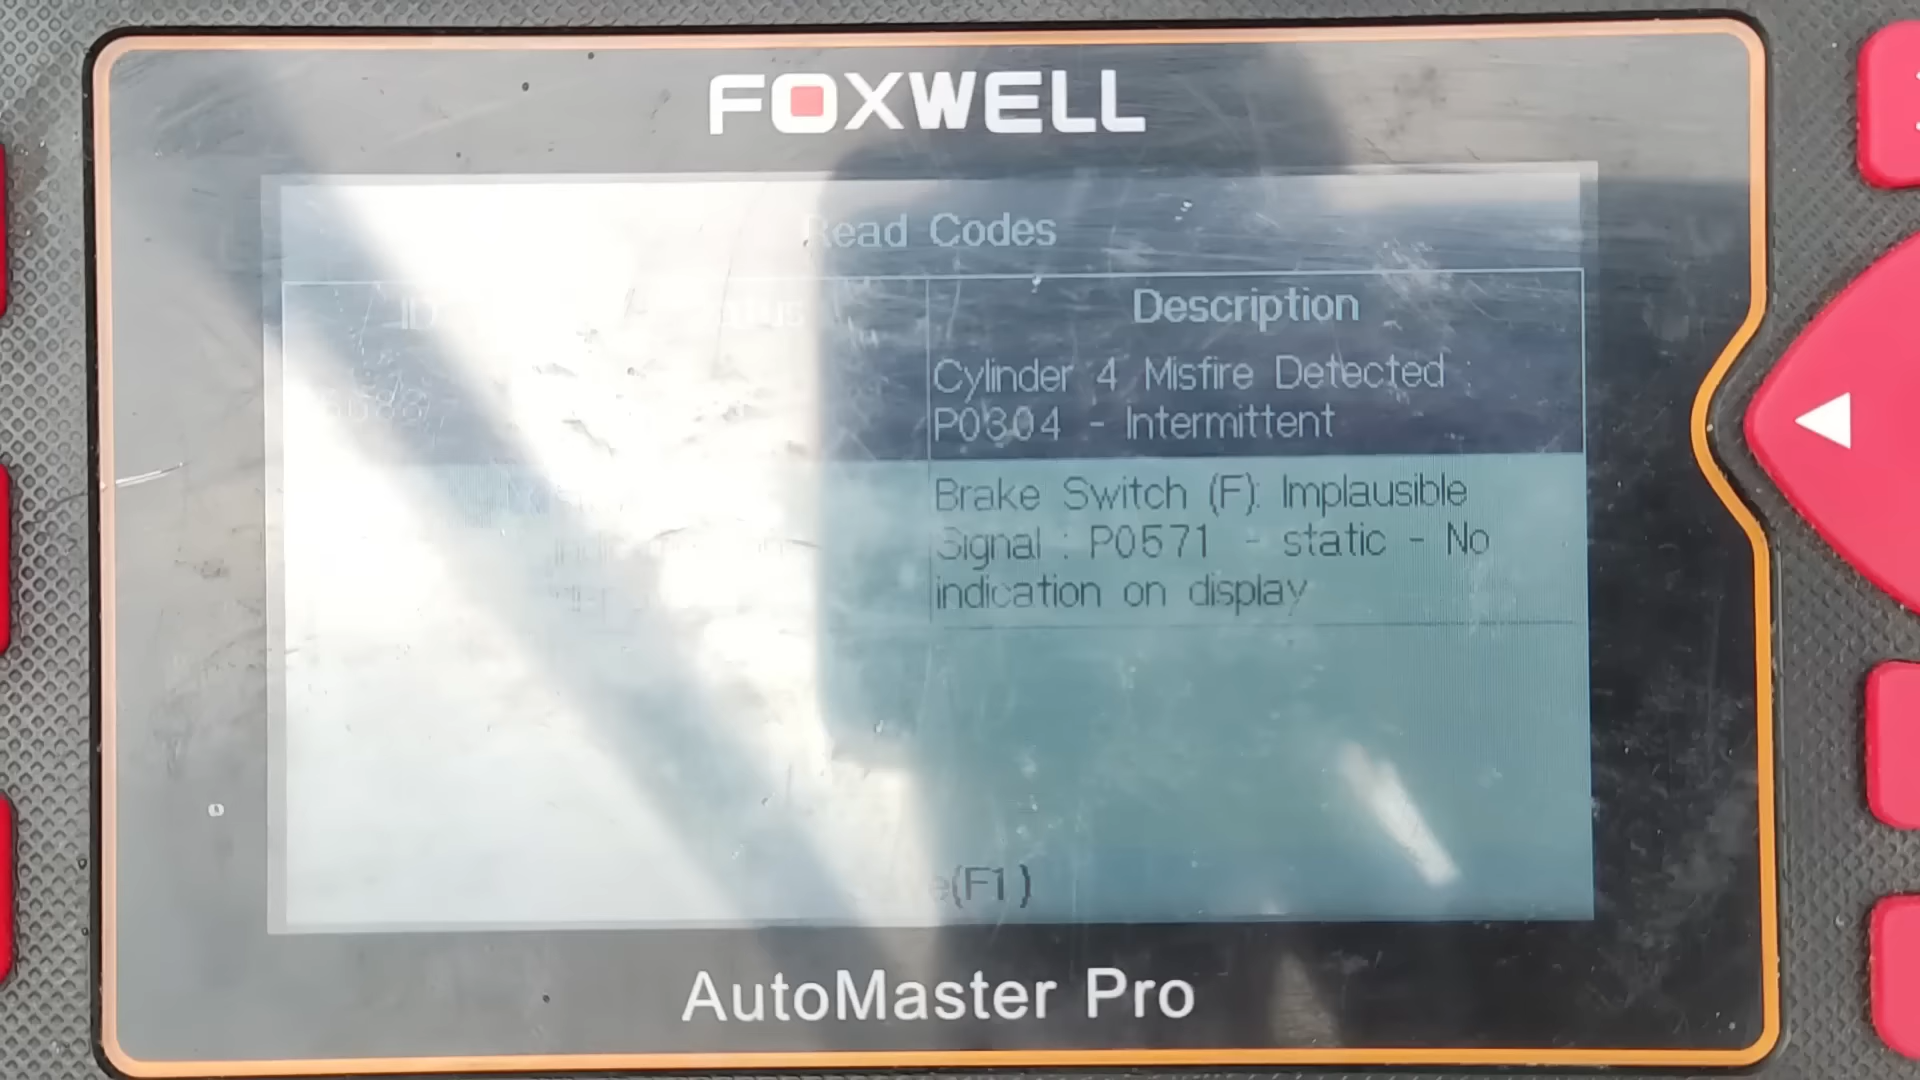 FOXWELL
Read Codes
ID Description
Cylinder 4 Misfire Detected :
P0304 - Intermittent
Brake Switch (F): Implausible
Signal : P0571 - static - No
indication on display
(F1)
AutoMaster Pro